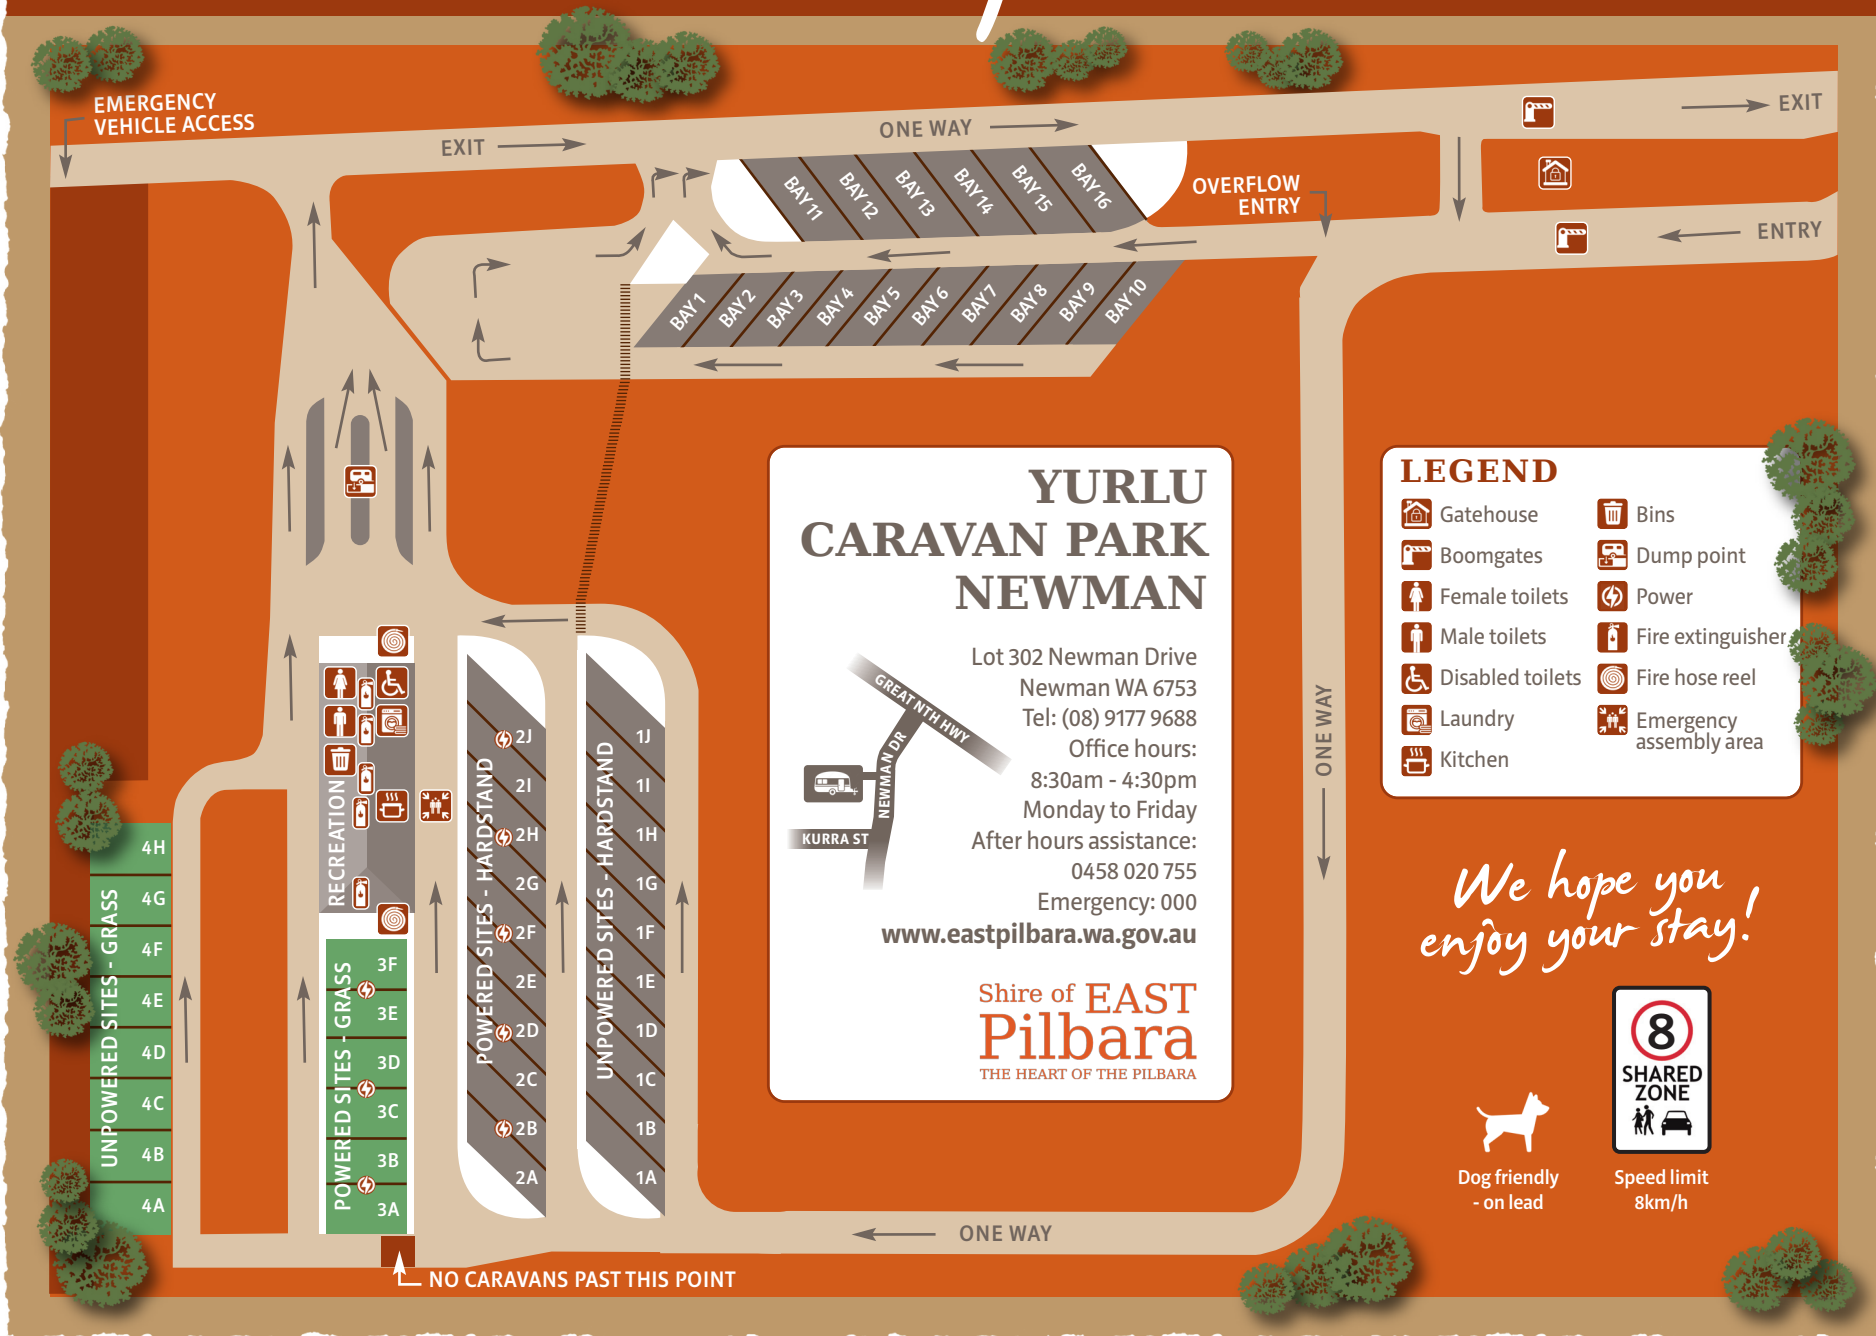 EMERGENCY
VEHICLE ACCESS
EXIT
ONE WAY
EXIT
OVERFLOW
ENTRY
ENTRY
BAY 11
BAY 12
BAY 13
BAY 14
BAY 15
BAY 16
BAY 1
BAY 2
BAY 3
BAY 4
BAY 5
BAY 6
BAY 7
BAY 8
BAY 9
BAY 10
YURLU
CARAVAN PARK
NEWMAN
Lot 302 Newman Drive
Newman WA 6753
Tel: (08) 9177 9688
Office hours:
8:30am - 4:30pm
Monday to Friday
After hours assistance:
0458 020 755
Emergency: 000
www.eastpilbara.wa.gov.au
GREAT NTH HWY
NEWMAN DR
KURRA ST
Shire of EAST
Pilbara
THE HEART OF THE PILBARA
LEGEND
Gatehouse
Boomgates
Female toilets
Male toilets
Disabled toilets
Laundry
Kitchen
Bins
Dump point
Power
Fire extinguisher
Fire hose reel
Emergency
assembly area
ONE WAY
We hope you
enjoy your stay!
8
SHARED
ZONE
Dog friendly
- on lead
Speed limit
8km/h
RECREATION
UNPOWERED SITES - GRASS
4H
4G
4F
4E
4D
4C
4B
4A
POWERED SITES - GRASS
3F
3E
3D
3C
3B
3A
POWERED SITES - HARDSTAND
2J
2I
2H
2G
2F
2E
2D
2C
2B
2A
UNPOWERED SITES - HARDSTAND
1J
1I
1H
1G
1F
1E
1D
1C
1B
1A
ONE WAY
NO CARAVANS PAST THIS POINT